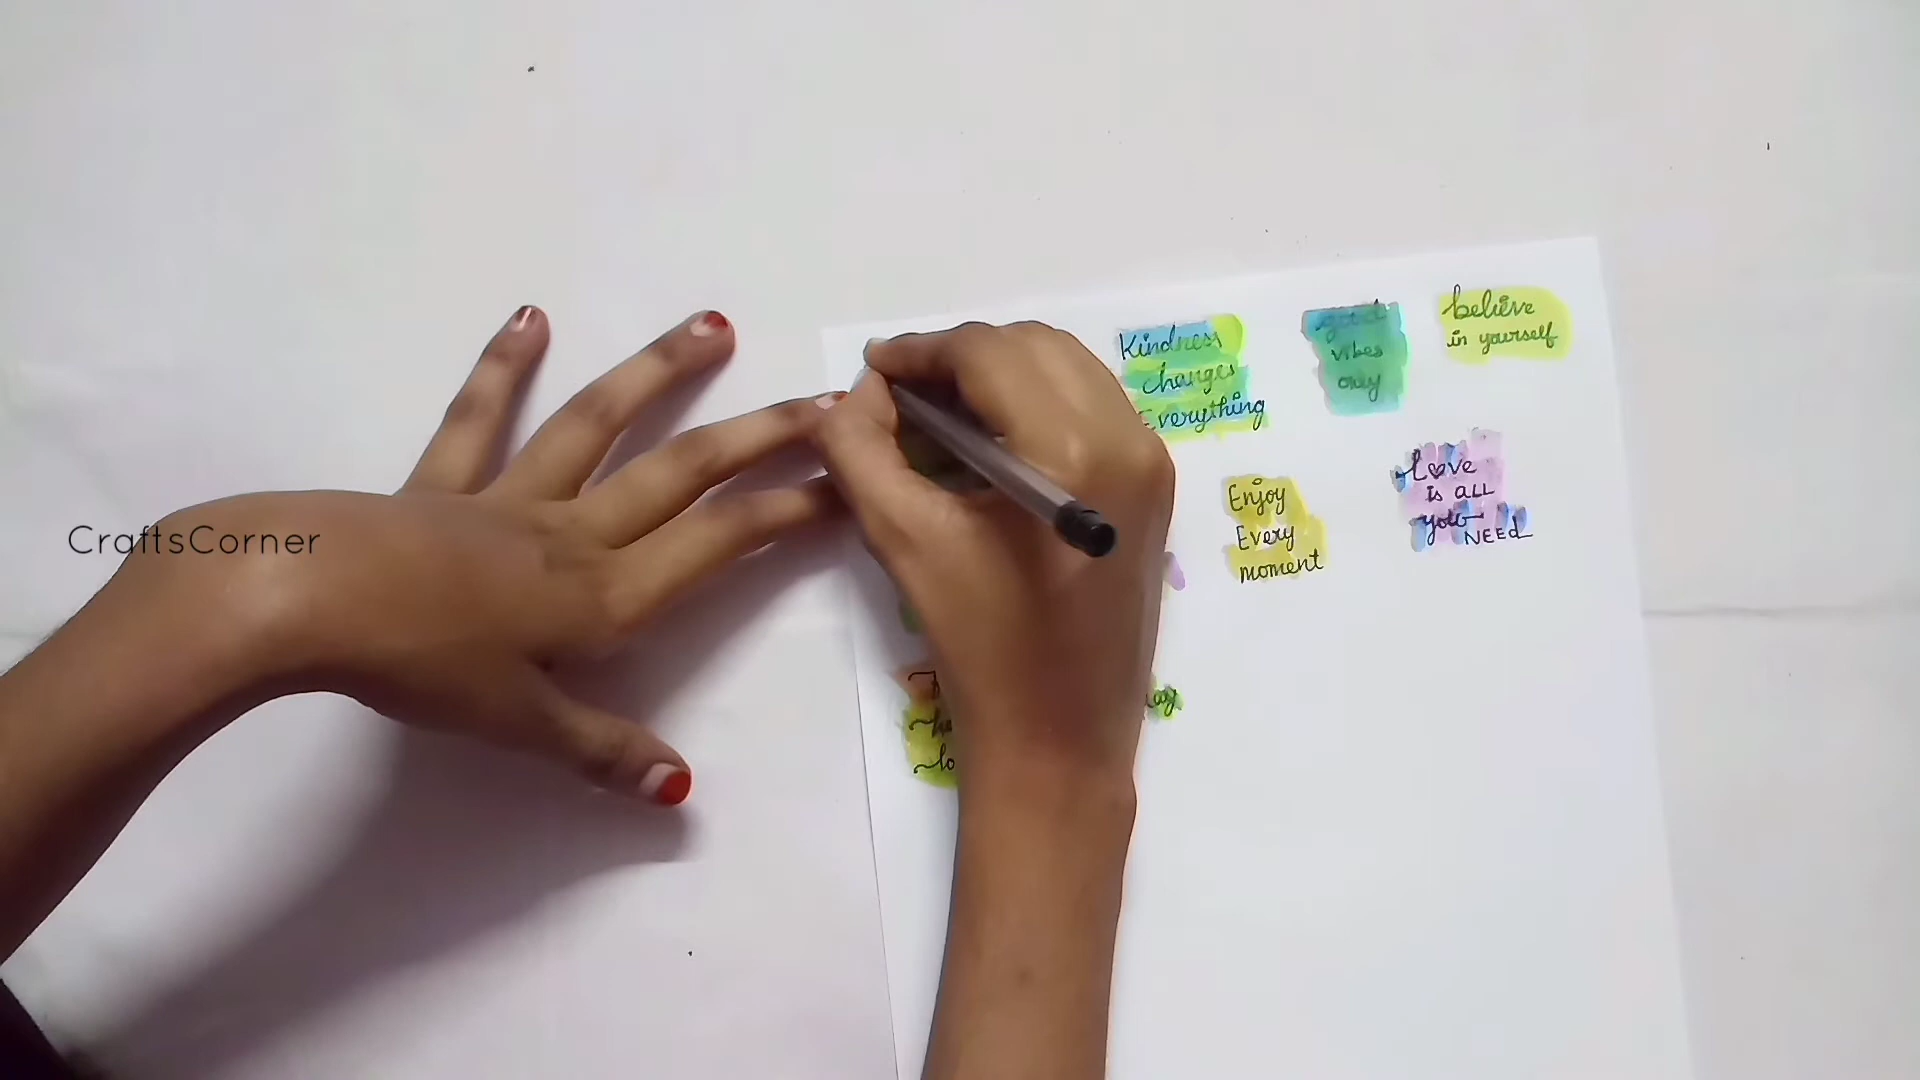 CraftsCorner
Kindness
changes
Everything
good
vibes
only
believe
in yourself
Enjoy
Every
moment
Love
is ALL
you
NEEd